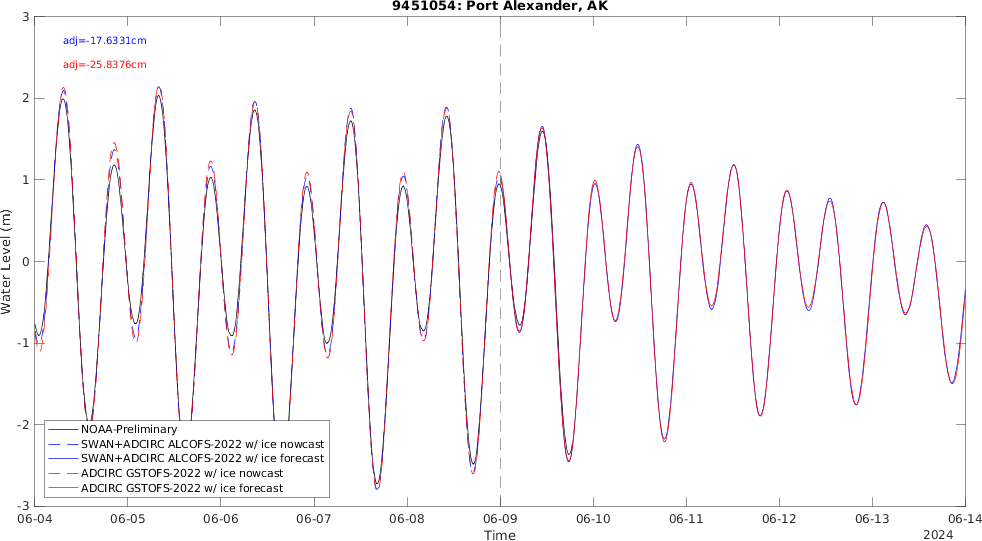 9451054: Port Alexander, AK
adj=-17.6331cm
adj=-25.8376cm
Water Level (m)
3
2
1
0
-1
-2
-3
NOAA-Preliminary
SWAN+ADCIRC ALCOFS-2022 w/ ice nowcast
SWAN+ADCIRC ALCOFS-2022 w/ ice forecast
ADCIRC GSTOFS-2022 w/ ice nowcast
ADCIRC GSTOFS-2022 w/ ice forecast
06-04 06-05 06-06 06-07 06-08 06-09 06-10 06-11 06-12 06-13 06-14
Time
2024